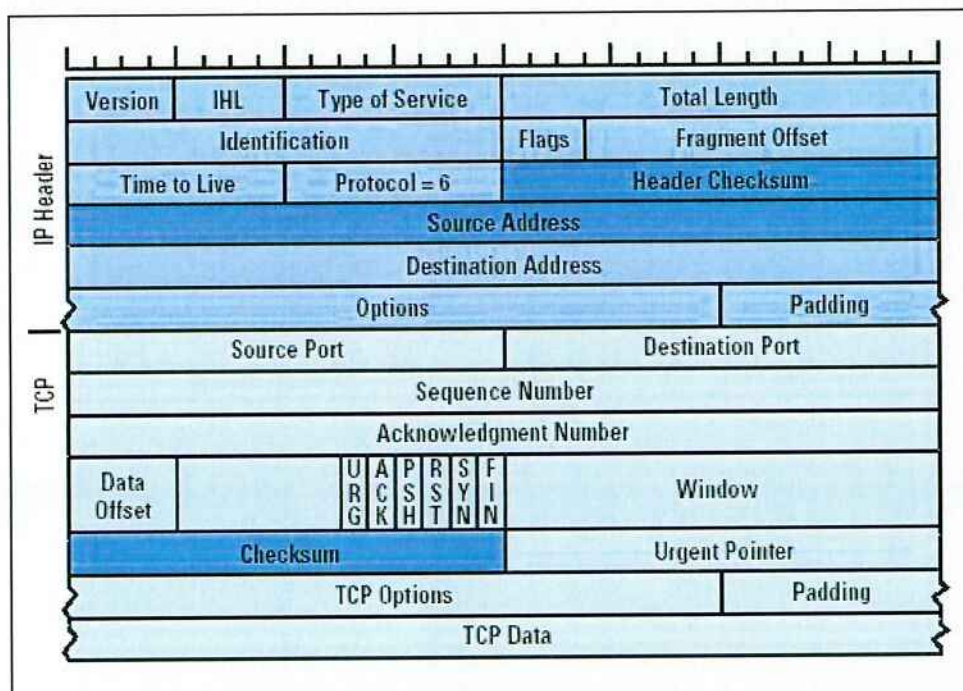 Version IHL Type of Service Total Length
Identification Flags Fragment Offset
Time to Live Protocol = 6 Header Checksum
Source Address
Destination Address
Options Padding
IP Header
Source Port Destination Port
Sequence Number
Acknowledgment Number
TCP
Data Offset URG ACK PSSH RST SYN FIN Window
Checksum Urgent Pointer
TCP Options Padding
TCP Data